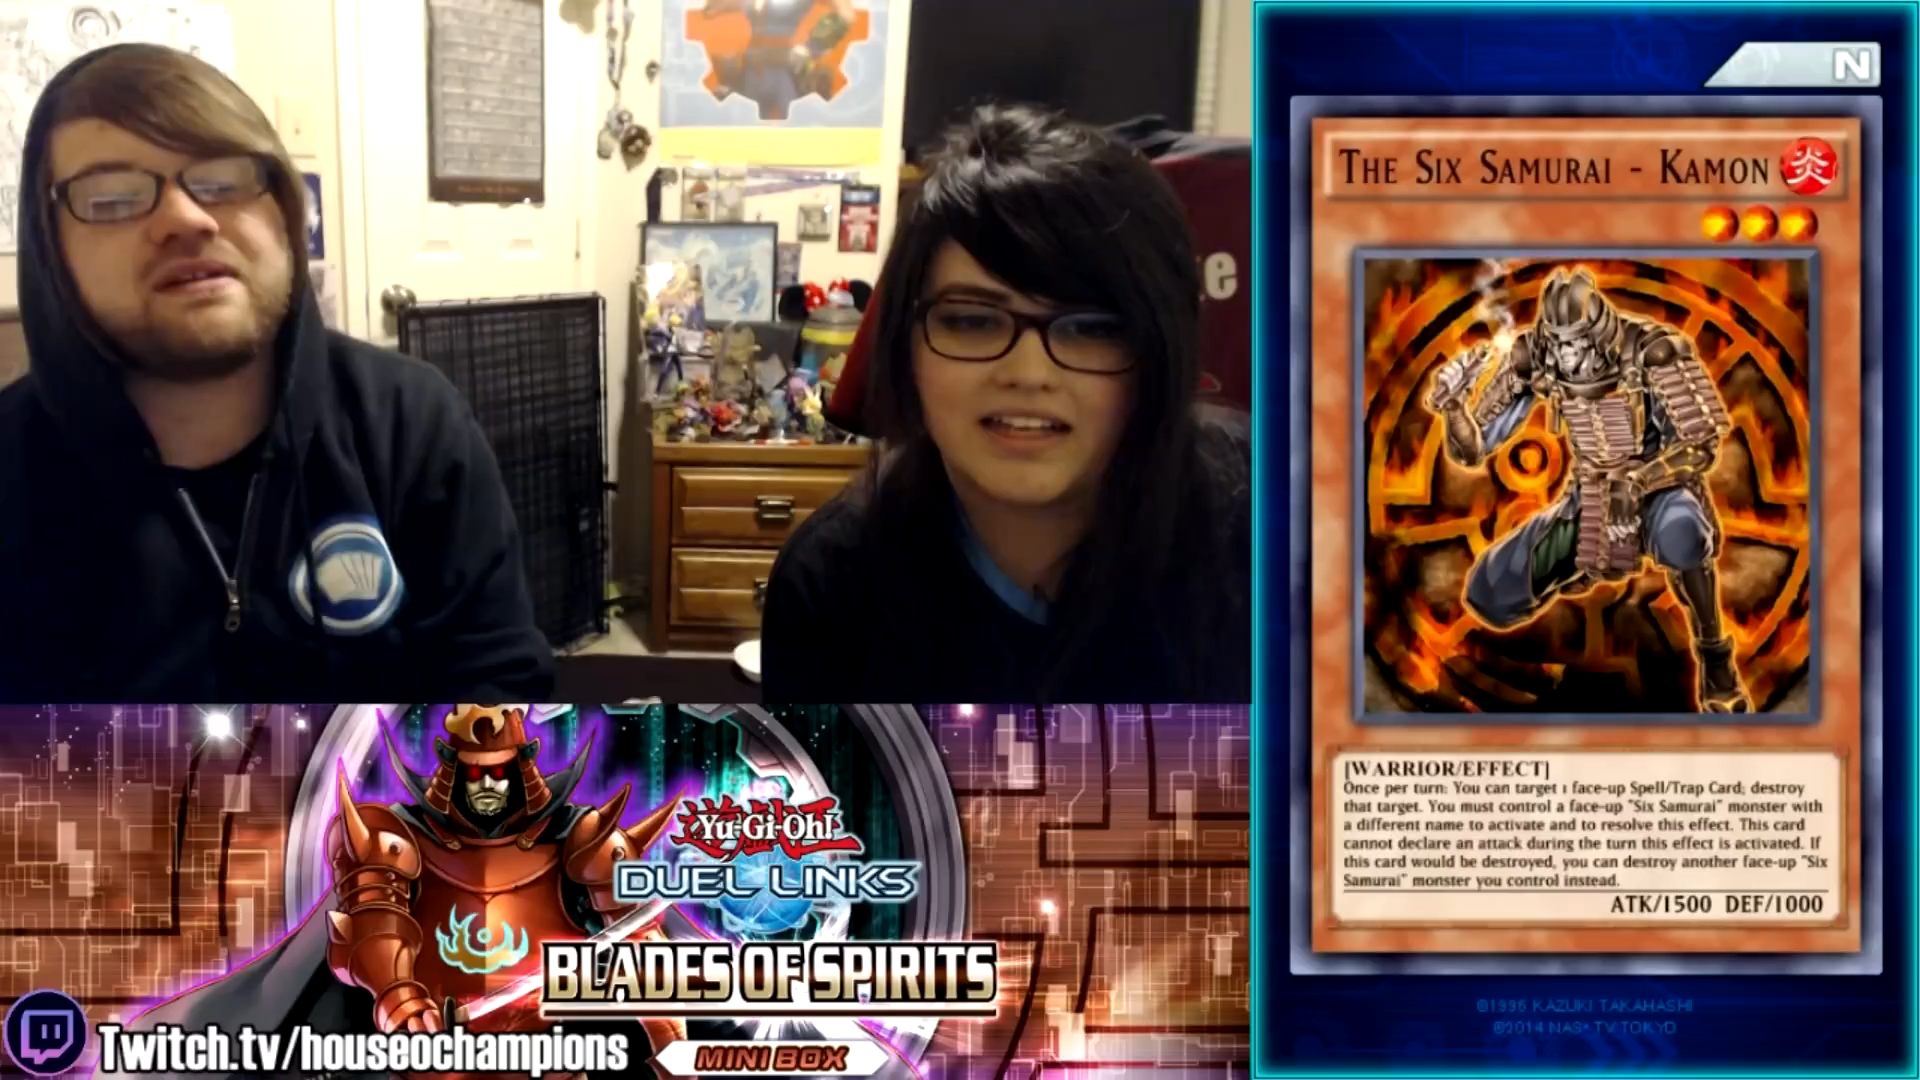 N
THE SIX SAMURAI - KAMON
炎
[WARRIOR/EFFECT]
Once per turn: You can target 1 face-up Spell/Trap Card; destroy
that target. You must control a face-up "Six Samurai" monster with
a different name to activate and to resolve this effect. This card
cannot declare an attack during the turn this effect is activated. If
this card would be destroyed, you can destroy another face-up "Six
Samurai" monster you control instead.
ATK/1500 DEF/1000
©1996 KAZUKI TAKAHASHI
©2014 NAS• TV TOKYO
遊戯王
Yu-Gi-Oh!
DUEL LINKS
BLADES OF SPIRITS
MINI BOX
Twitch.tv/houseochampions